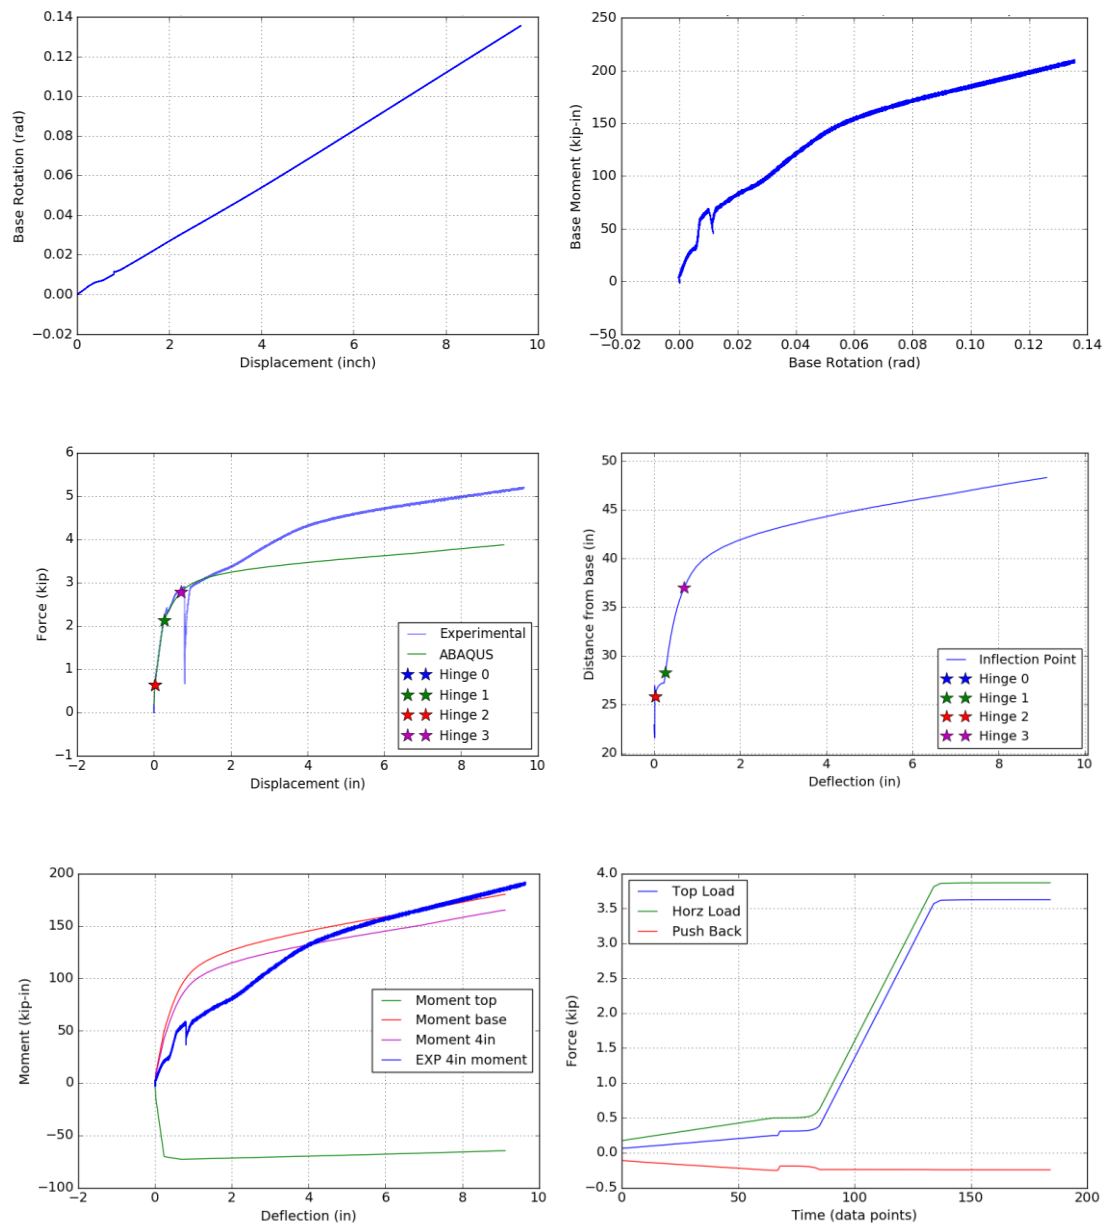 0.14
0.12
0.10
0.08
0.06
0.04
0.02
0.00
−0.02
Base Rotation (rad)
0 2 4 6 8 10
Displacement (inch)
250
200
150
100
50
0
−50
Base Moment (kip-in)
−0.02 0.00 0.02 0.04 0.06 0.08 0.10 0.12 0.14
Base Rotation (rad)
6
5
4
3
2
1
0
−1
Force (kip)
Experimental
ABAQUS
Hinge 0
Hinge 1
Hinge 2
Hinge 3
−2 0 2 4 6 8 10
Displacement (in)
50
45
40
35
30
25
20
Distance from base (in)
Inflection Point
Hinge 0
Hinge 1
Hinge 2
Hinge 3
0 2 4 6 8 10
Deflection (in)
200
150
100
50
0
−50
−100
Moment (kip-in)
Moment top
Moment base
Moment 4in
EXP 4in moment
−2 0 2 4 6 8 10
Deflection (in)
4.0
3.5
3.0
2.5
2.0
1.5
1.0
0.5
0.0
−0.5
Force (kip)
Top Load
Horz Load
Push Back
0 50 100 150 200
Time (data points)